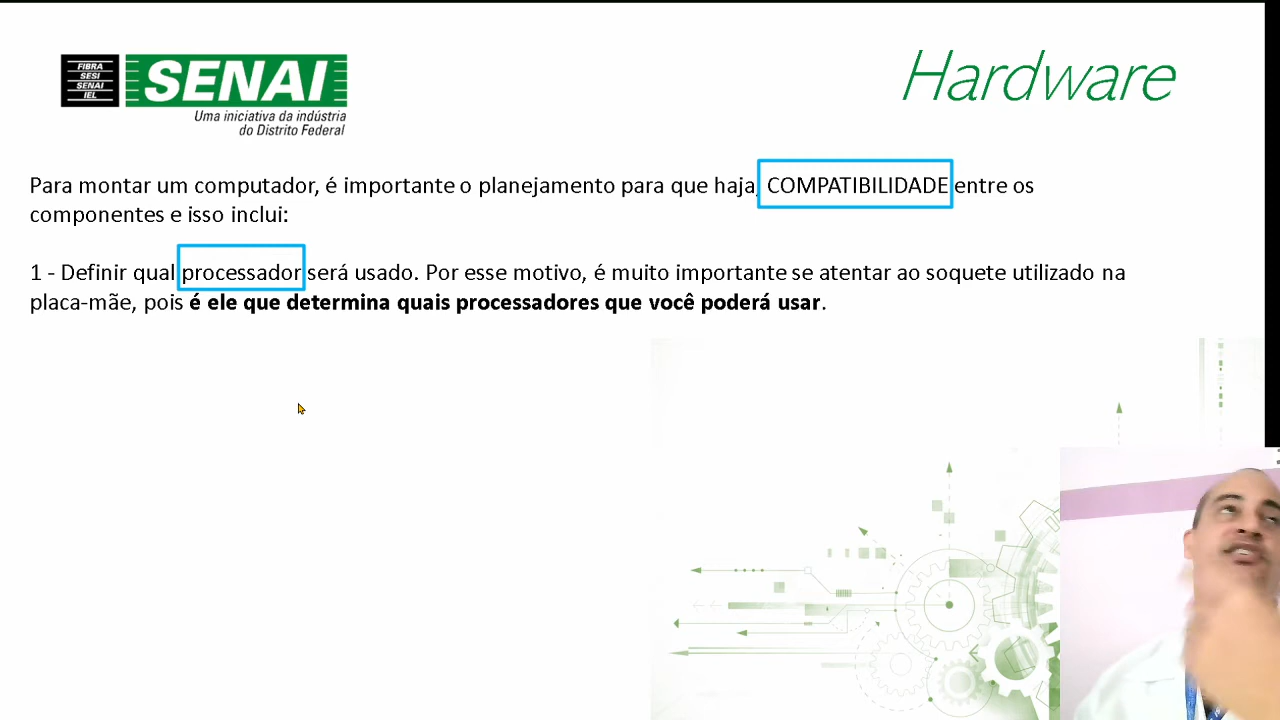 FIBRA
SESI
SENAI
IEL
SENAI
Uma iniciativa da indústria
do Distrito Federal
Hardware
Para montar um computador, é importante o planejamento para que haja, COMPATIBILIDADE entre os
componentes e isso inclui:
1 - Definir qual processador será usado. Por esse motivo, é muito importante se atentar ao soquete utilizado na
placa-mãe, pois é ele que determina quais processadores que você poderá usar.